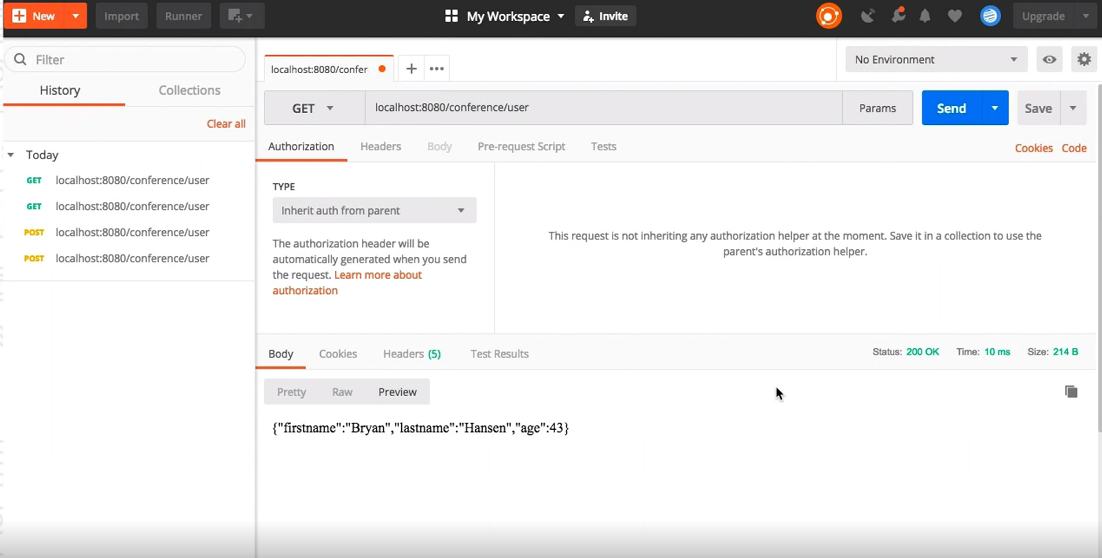 New
Import
Runner
My Workspace
Invite
Upgrade
Filter
History
Collections
Clear all
Today
GET localhost:8080/conference/user
GET localhost:8080/conference/user
POST localhost:8080/conference/user
POST localhost:8080/conference/user
localhost:8080/confer
No Environment
GET
localhost:8080/conference/user
Params
Send
Save
Authorization
Headers
Body
Pre-request Script
Tests
Cookies
Code
TYPE
Inherit auth from parent
The authorization header will be
automatically generated when you send
the request. Learn more about
authorization
This request is not inheriting any authorization helper at the moment. Save it in a collection to use the
parent's authorization helper.
Body
Cookies
Headers (5)
Test Results
Status: 200 OK
Time: 10 ms
Size: 214 B
Pretty
Raw
Preview
{"firstname":"Bryan","lastname":"Hansen","age":43}